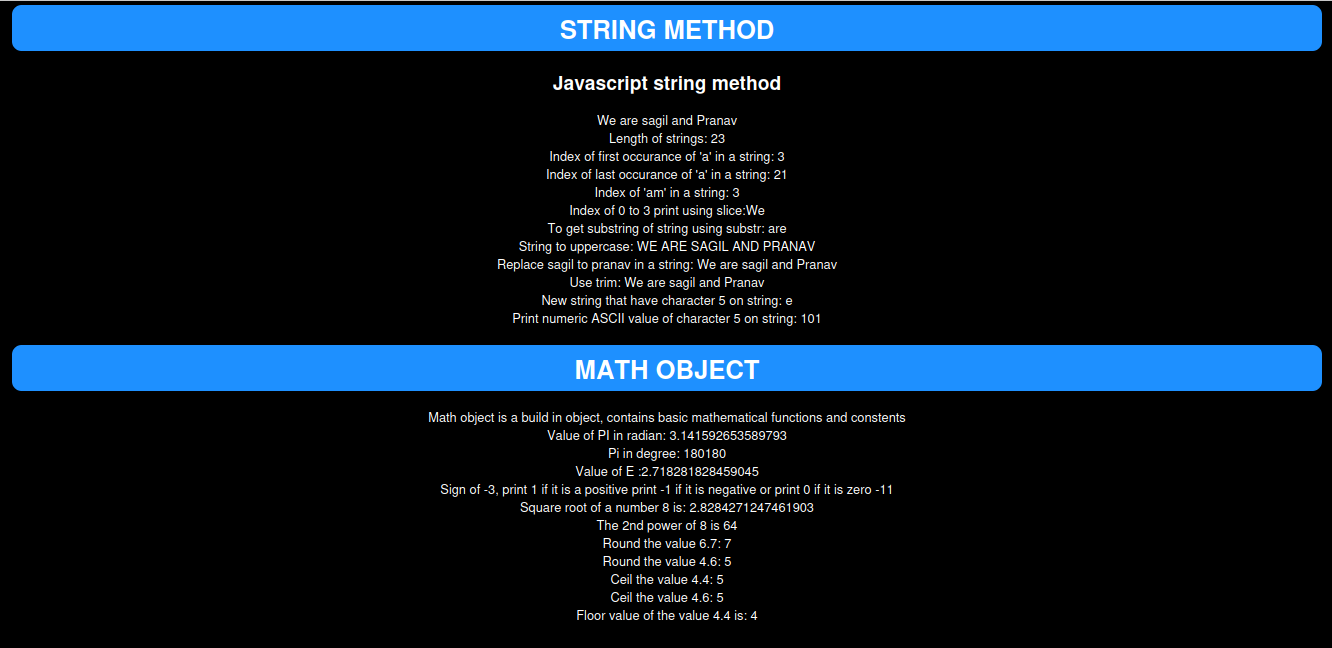 STRING METHOD
Javascript string method
We are sagil and Pranav
Length of strings: 23
Index of first occurance of 'a' in a string: 3
Index of last occurance of 'a' in a string: 21
Index of 'am' in a string: 3
Index of 0 to 3 print using slice:We
To get substring of string using substr: are
String to uppercase: WE ARE SAGIL AND PRANAV
Replace sagil to pranav in a string: We are sagil and Pranav
Use trim: We are sagil and Pranav
New string that have character 5 on string: e
Print numeric ASCII value of character 5 on string: 101
MATH OBJECT
Math object is a build in object, contains basic mathematical functions and constents
Value of PI in radian: 3.141592653589793
Pi in degree: 180180
Value of E :2.718281828459045
Sign of -3, print 1 if it is a positive print -1 if it is negative or print 0 if it is zero -11
Square root of a number 8 is: 2.8284271247461903
The 2nd power of 8 is 64
Round the value 6.7: 7
Round the value 4.6: 5
Ceil the value 4.4: 5
Ceil the value 4.6: 5
Floor value of the value 4.4 is: 4